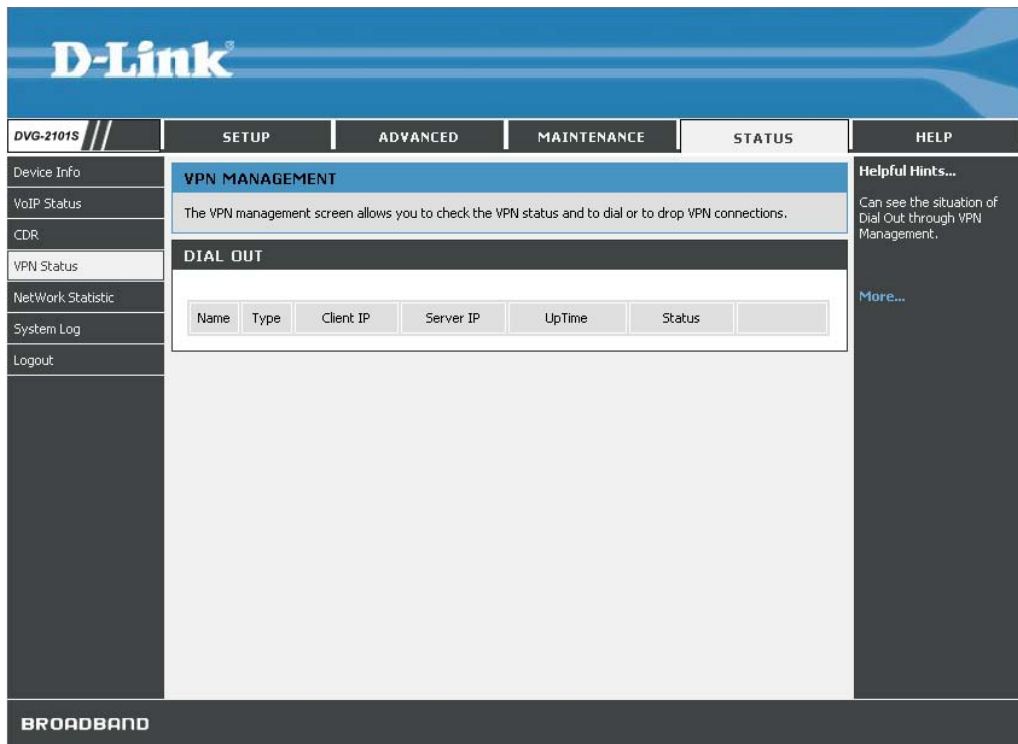 D-Link®
DVG-2101S
SETUP
ADVANCED
MAINTENANCE
STATUS
HELP
Device Info
VoIP Status
CDR
VPN Status
NetWork Statistic
System Log
Logout
VPN MANAGEMENT
The VPN management screen allows you to check the VPN status and to dial or to drop VPN connections.
DIAL OUT
Name Type Client IP Server IP UpTime Status
Helpful Hints...
Can see the situation of
Dial Out through VPN
Management.
More...
BROADBAND